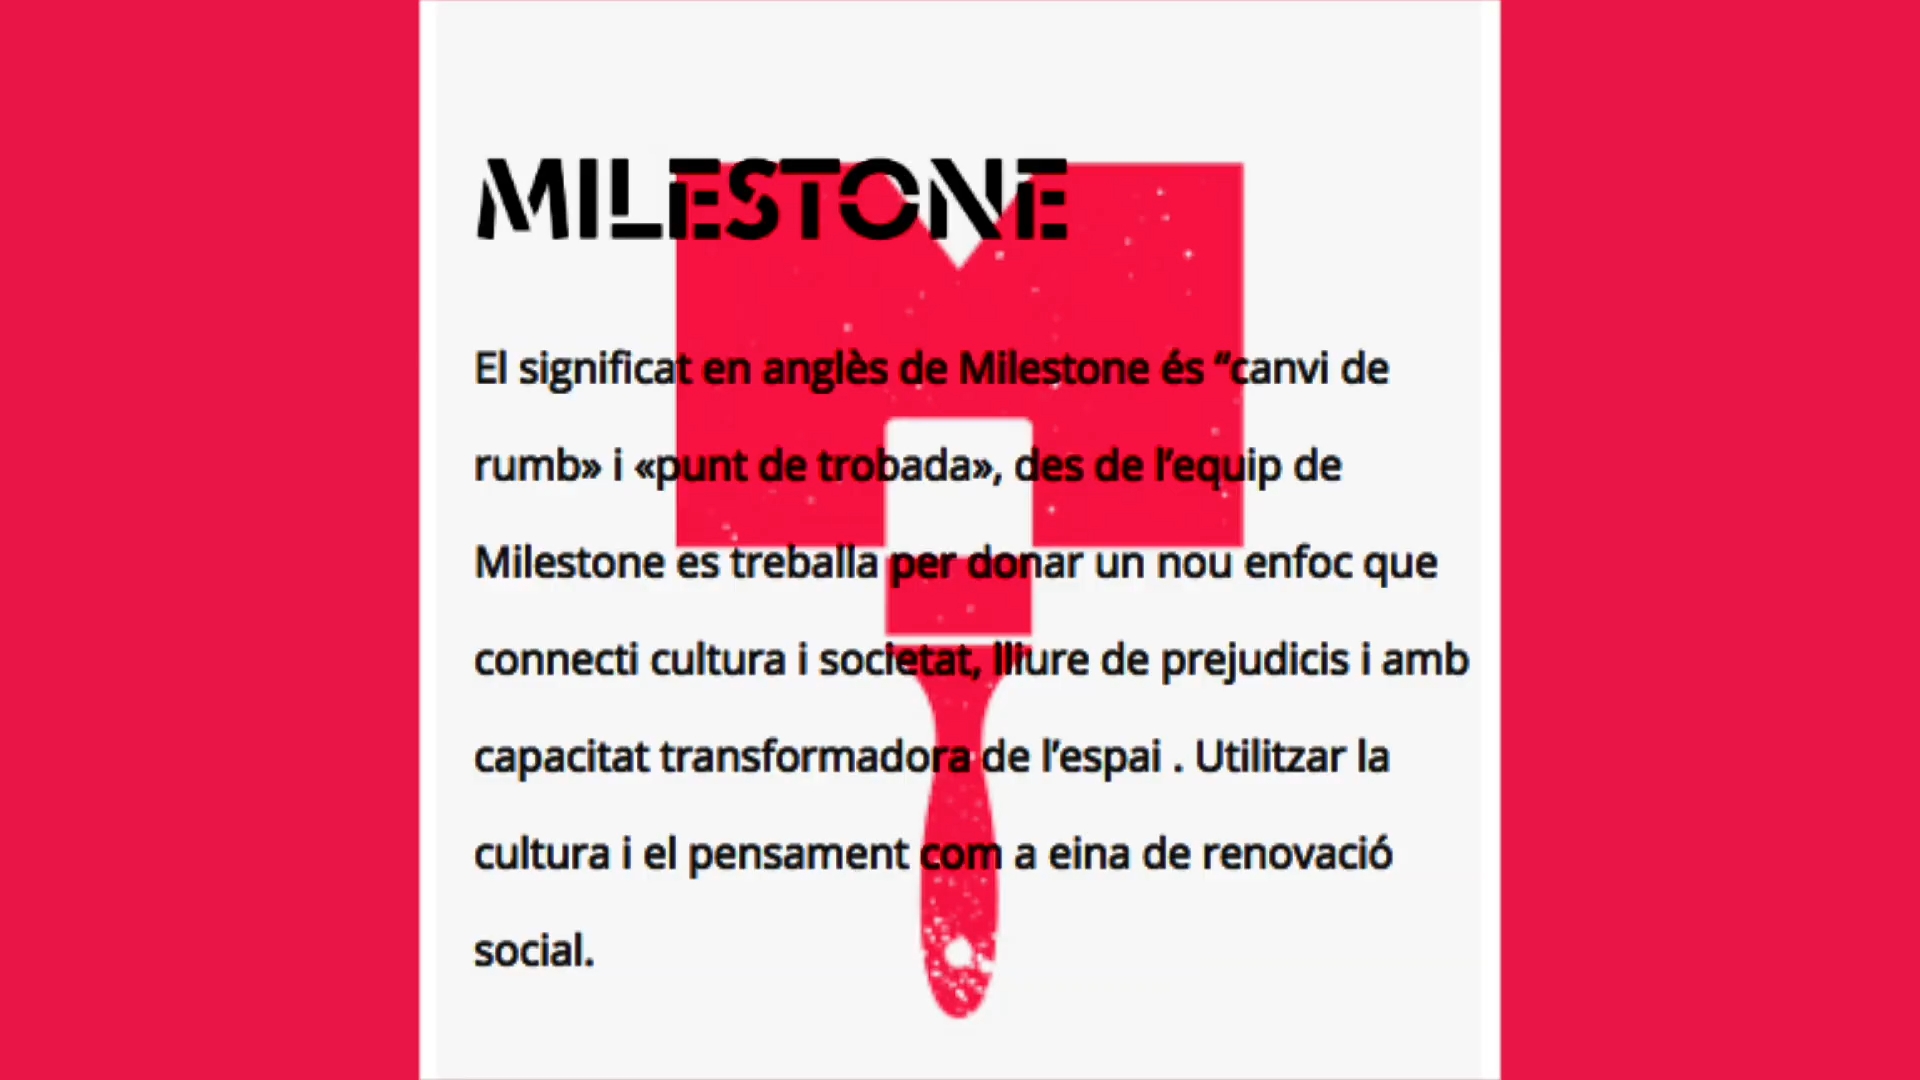 MILESTONE
El significat en anglès de Milestone és “canvi de
rumb» i «punt de trobada», des de l’equip de
Milestone es treballa per donar un nou enfoc que
connecti cultura i societat, lliure de prejudicis i amb
capacitat transformadora de l’espai . Utilitzar la
cultura i el pensament com a eina de renovació
social.